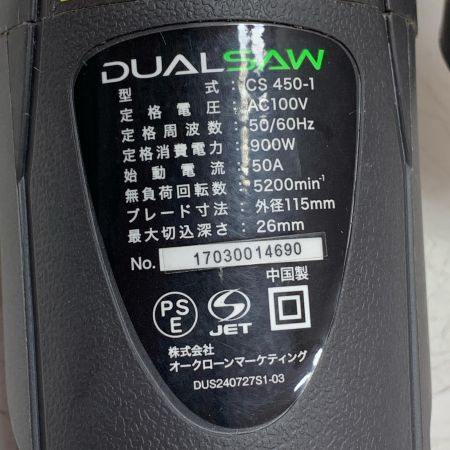 DUALSAW
型式：CS 450-1
定格電圧：AC100V
定格周波数：50/60Hz
定格消費電力：900W
始動電流：50A
無負荷回転数：5200min⁻¹
ブレード寸法：外径115mm
最大切込深さ：26mm
No. 17030014690
PS
E
JET
中国製
株式会社
オークローンマーケティング
DUS240727S1-03